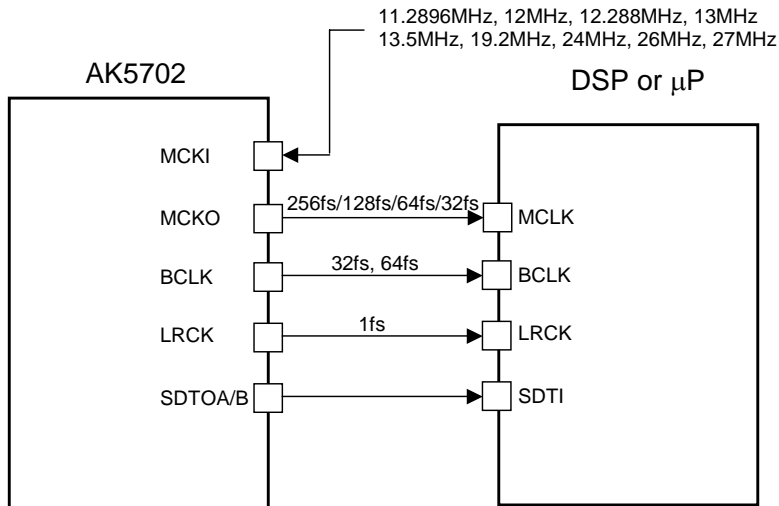 11.2896MHz, 12MHz, 12.288MHz, 13MHz
13.5MHz, 19.2MHz, 24MHz, 26MHz, 27MHz
AK5702
DSP or μP
MCKI
MCKO
256fs/128fs/64fs/32fs
MCLK
BCLK
32fs, 64fs
BCLK
LRCK
1fs
LRCK
SDTOA/B
SDTI